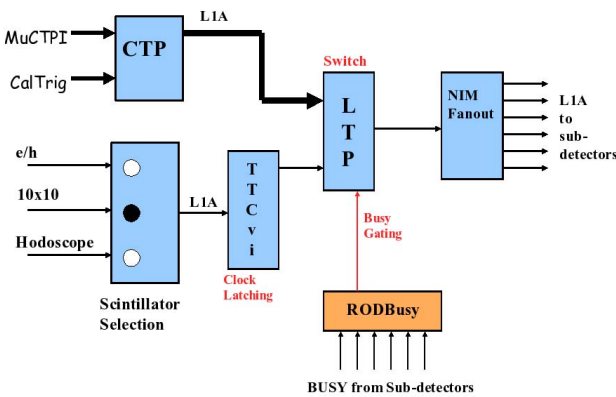 L1A
MuCTPI
CTP
CalTrig
Switch
L
T
P
NIM
Fanout
L1A
to
sub-
detectors
e/h
10x10
Hodoscope
L1A
T
T
C
v
i
Clock
Latching
Busy
Gating
Scintillator
Selection
RODBusy
BUSY from Sub-detectors